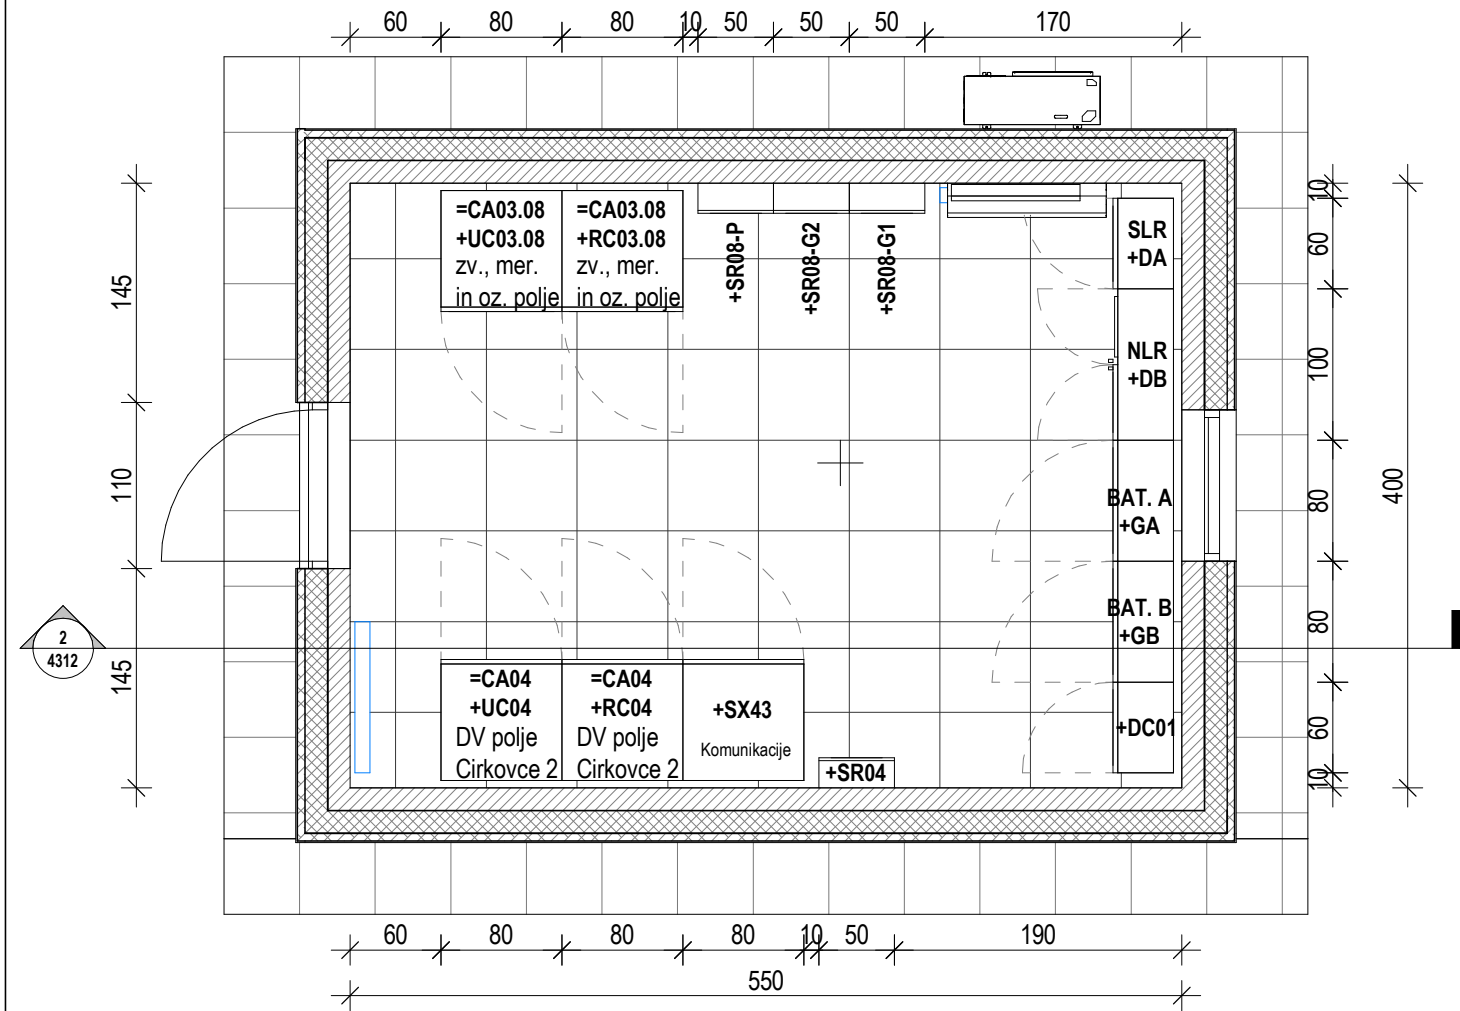 60 80 80 10 50 50 50 170
=CA03.08
+UC03.08
zv., mer.
in oz. polje
=CA03.08
+RC03.08
zv., mer.
in oz. polje
+SR08-P
+SR08-G2
+SR08-G1
SLR
+DA
NLR
+DB
BAT. A
+GA
BAT. B
+GB
+DC01
145
110
145
10
60
100
80
80
60
10
400
2
4312
=CA04
+UC04
DV polje
Cirkovce 2
=CA04
+RC04
DV polje
Cirkovce 2
+SX43
Komunikacije
+SR04
60 80 80 80 10 50 190
550